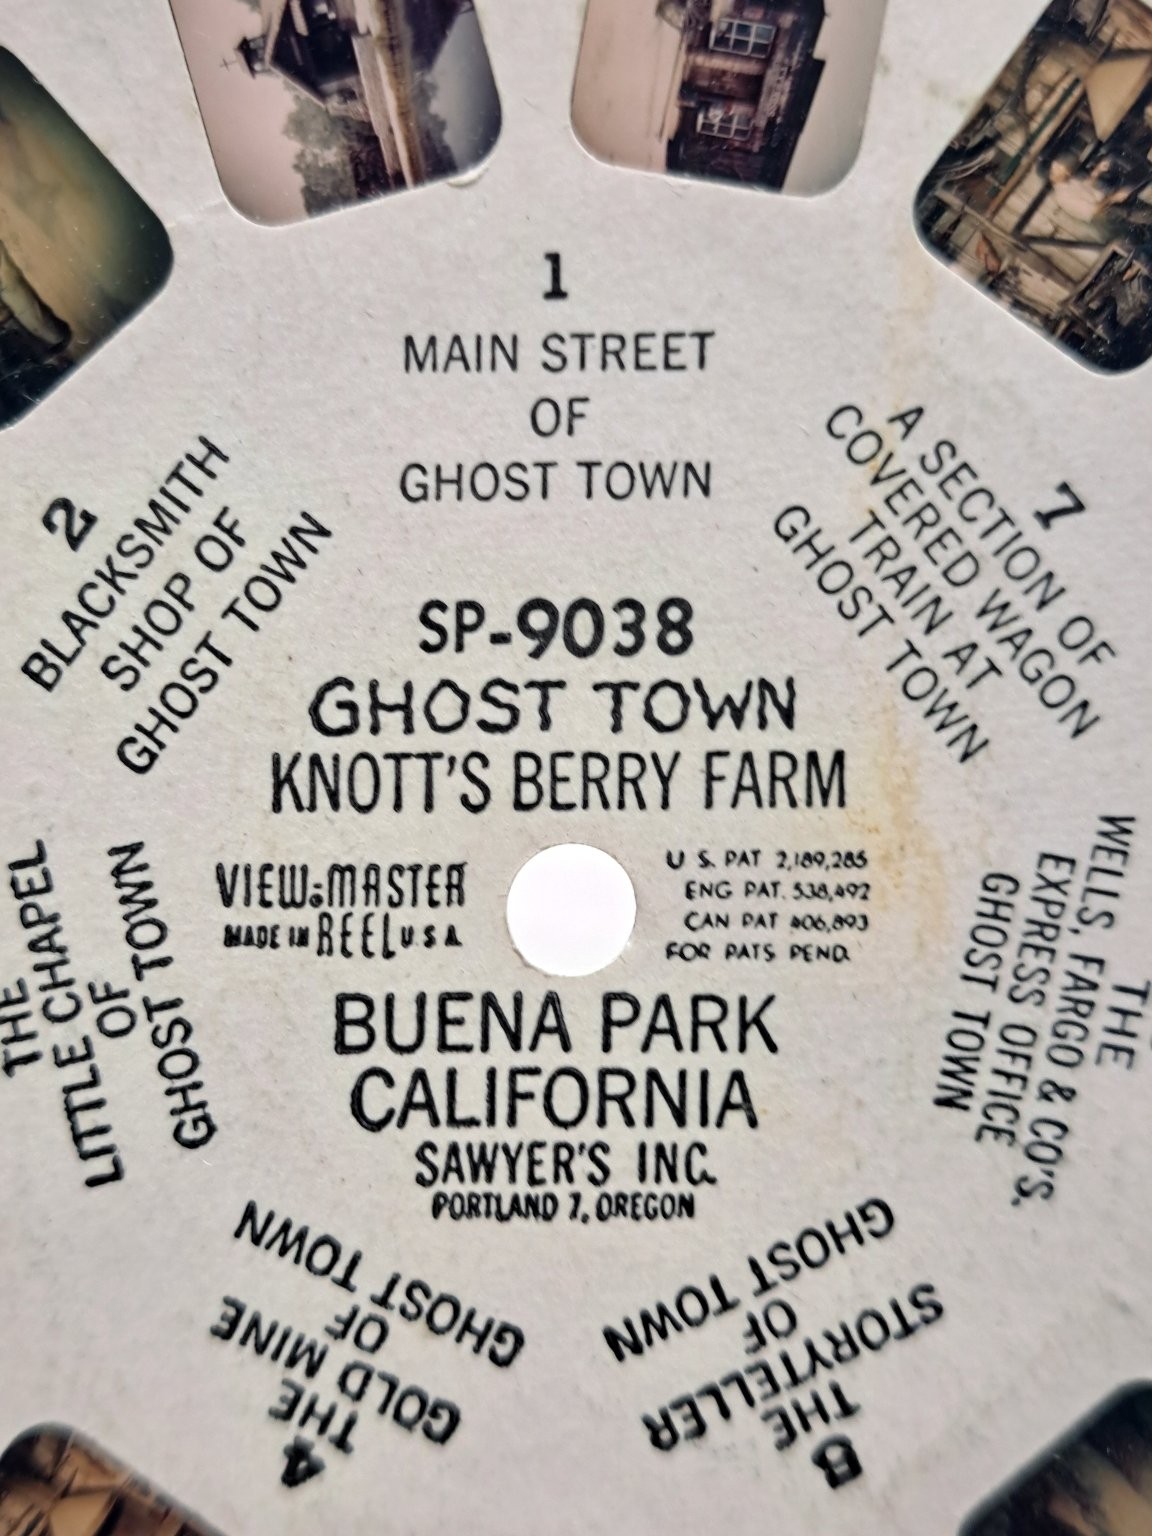 1
MAIN STREET
OF
GHOST TOWN
2
BLACKSMITH
SHOP OF
GHOST TOWN
7
A SECTION OF
COVERED WAGON
TRAIN AT
GHOST TOWN
SP-9038
GHOST TOWN
KNOTT'S BERRY FARM
VIEW-MASTER
MADE IN REEL U.S.A.
U.S. PAT 2,189,285
ENG PAT. 538,492
CAN PAT 406,893
FOR PATS PEND.
BUENA PARK
CALIFORNIA
SAWYER'S INC.
PORTLAND 7, OREGON
THE
LITTLE CHAPEL
OF
GHOST TOWN
THE
WELLS, FARGO & CO'S.
EXPRESS OFFICE
GHOST TOWN
4
THE
GOLD MINE
OF
GHOST TOWN
THE
STORYTELLER
OF
GHOST TOWN